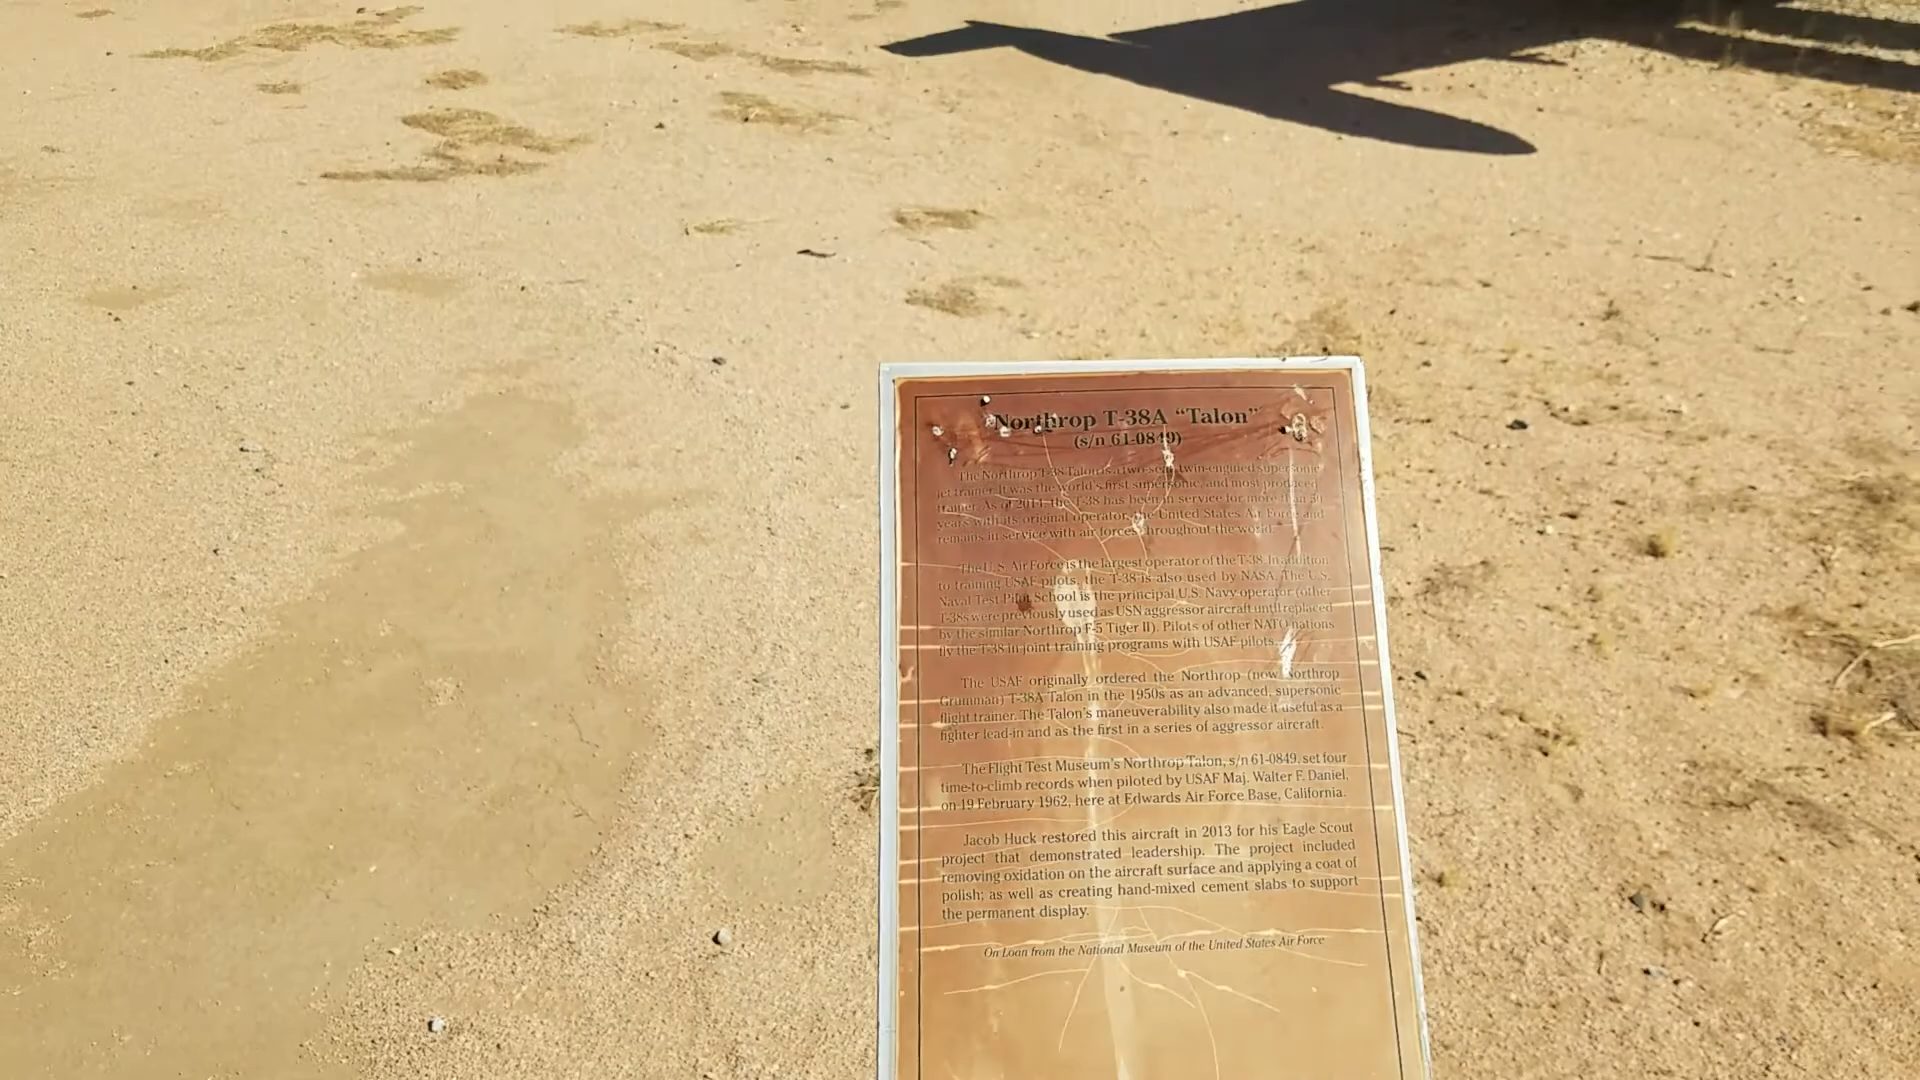 Northrop T-38A “Talon”
(s/n 61-0849)
The Northrop T-38 Talon is a two-seat, twin-engined supersonic
jet trainer. It was the world's first supersonic, and most produced
trainer. As of 2011, the T-38 has been in service for more than 50
years with its original operator, the United States Air Force and
remains in service with air forces throughout the world.
The U.S. Air Force is the largest operator of the T-38. In addition
to training USAF pilots, the T-38 is also used by NASA. The U.S.
Naval Test Pilot School is the principal U.S. Navy operator (other
T-38s were previously used as USN aggressor aircraft until replaced
by the similar Northrop F-5 Tiger II). Pilots of other NATO nations
fly the T-38 in joint training programs with USAF pilots.
The USAF originally ordered the Northrop (now Northrop
Grumman) T-38A Talon in the 1950s as an advanced, supersonic
flight trainer. The Talon's maneuverability also made it useful as a
fighter lead-in and as the first in a series of aggressor aircraft.
The Flight Test Museum's Northrop Talon, s/n 61-0849, set four
time-to-climb records when piloted by USAF Maj. Walter F. Daniel,
on 19 February 1962, here at Edwards Air Force Base, California.
Jacob Huck restored this aircraft in 2013 for his Eagle Scout
project that demonstrated leadership. The project included
removing oxidation on the aircraft surface and applying a coat of
polish; as well as creating hand-mixed cement slabs to support
the permanent display.
On Loan from the National Museum of the United States Air Force